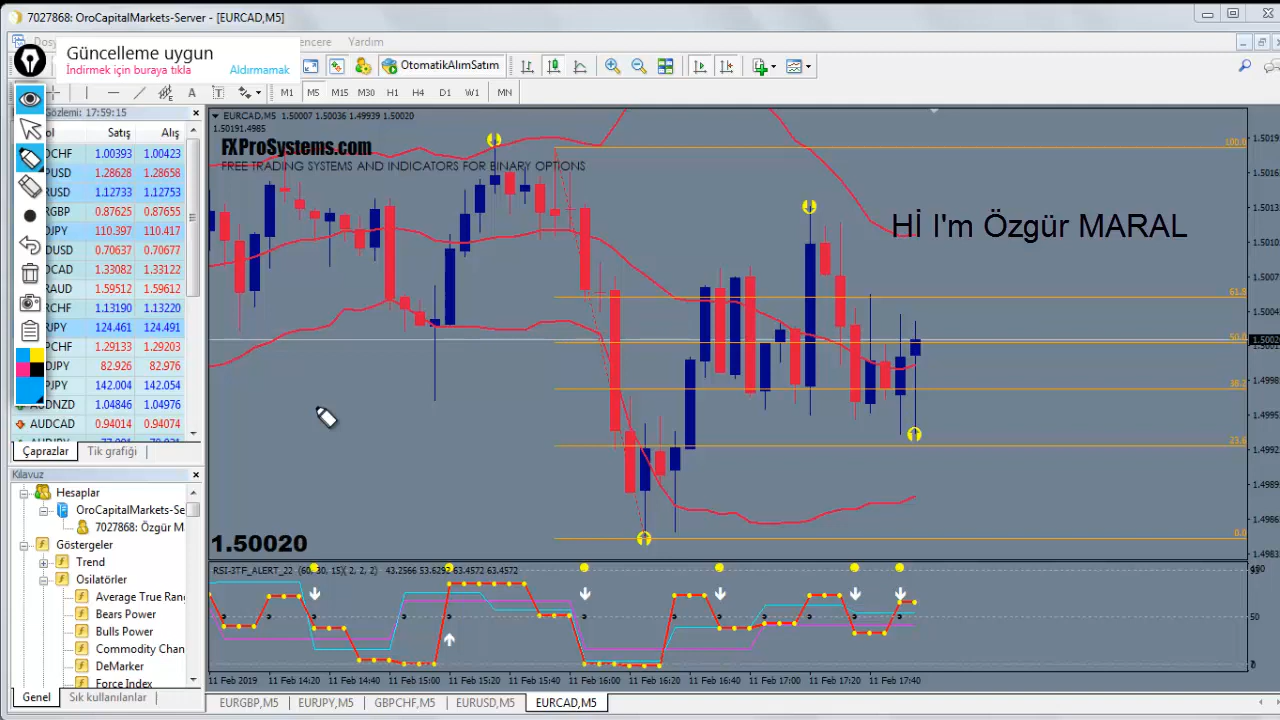 7027868: OroCapitalMarkets-Server - [EURCAD,M5]
Güncelleme uygun
İndirmek için buraya tıkla
Aldırmamak
Yardım
OtomatikAlımSatım
M1 M5 M15 M30 H1 H4 D1 W1 MN
Gözlemi: 17:59:15
Satış Alış
1.00393 1.00423
1.28628 1.28658
1.12733 1.12753
0.87625 0.87655
110.397 110.417
0.70637 0.70677
1.33082 1.33122
1.59512 1.59612
1.13190 1.13220
124.461 124.491
1.29133 1.29203
82.926 82.976
142.004 142.054
AUDNZD 1.04846 1.04976
AUDCAD 0.94014 0.94074
Çaprazlar Tik grafiği
Kılavuz
Hesaplar
OroCapitalMarkets-Se
7027868: Özgür M
Göstergeler
Trend
Osilatörler
Average True Ran
Bears Power
Bulls Power
Commodity Chan
DeMarker
Force Index
Genel Sık kullanılanlar
EURCAD,M5 1.50007 1.50036 1.49939 1.50020
1.50191.4985
FXProSystems.com
FREE TRADING SYSTEMS AND INDICATORS FOR BINARY OPTIONS
Hİ I'm Özgür MARAL
100.0
61.8
50.0
38.2
23.6
0.0
1.50020
RSI-3TF_ALERT_22
43.2566 53.6292 63.4572 63.4572
50
11 Feb 2019 11 Feb 14:20 11 Feb 14:40 11 Feb 15:00 11 Feb 15:20 11 Feb 15:40 11 Feb 16:00 11 Feb 16:20 11 Feb 16:40 11 Feb 17:00 11 Feb 17:20 11 Feb 17:40
EURGBP,M5 EURJPY,M5 GBPCHF,M5 EURUSD,M5 EURCAD,M5